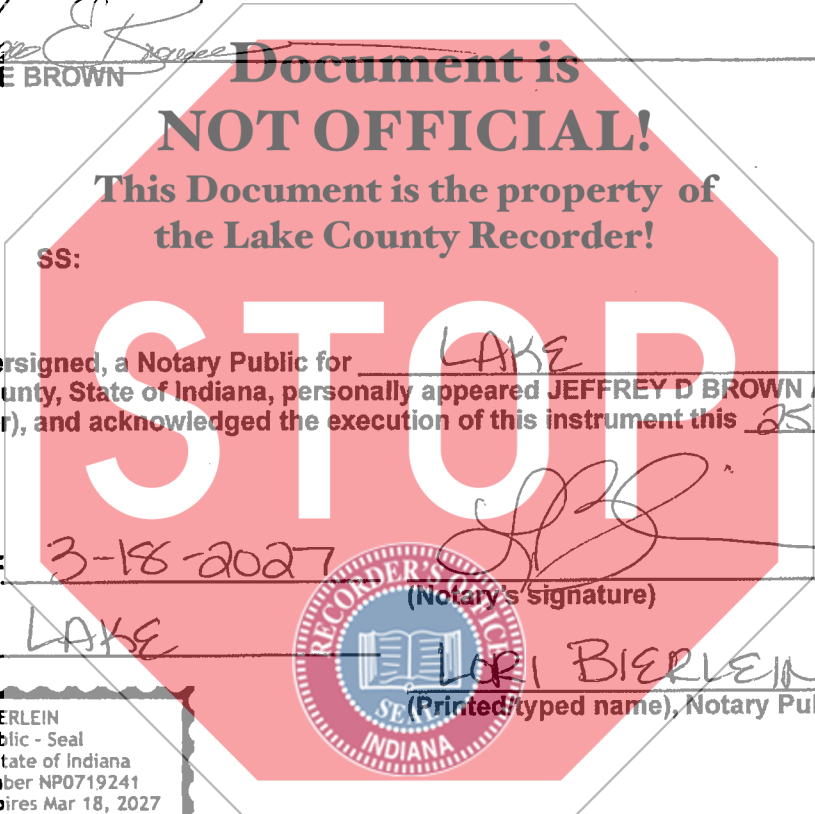 E BROWN
Document is
NOT OFFICIAL!
This Document is the property of
the Lake County Recorder!
SS:
STOP
rsigned, a Notary Public for LAKE
unty, State of Indiana, personally appeared JEFFREY D BROWN
r), and acknowledged the execution of this instrument this 25
3-18-2027
(Notary's signature)
LAKE
LORI BIERLEIN
(Printed/typed name), Notary Pu
RECORDER'S OFFICE
SEAL
INDIANA
ERLEIN
blic - Seal
tate of Indiana
ber NP0719241
pires Mar 18, 2027